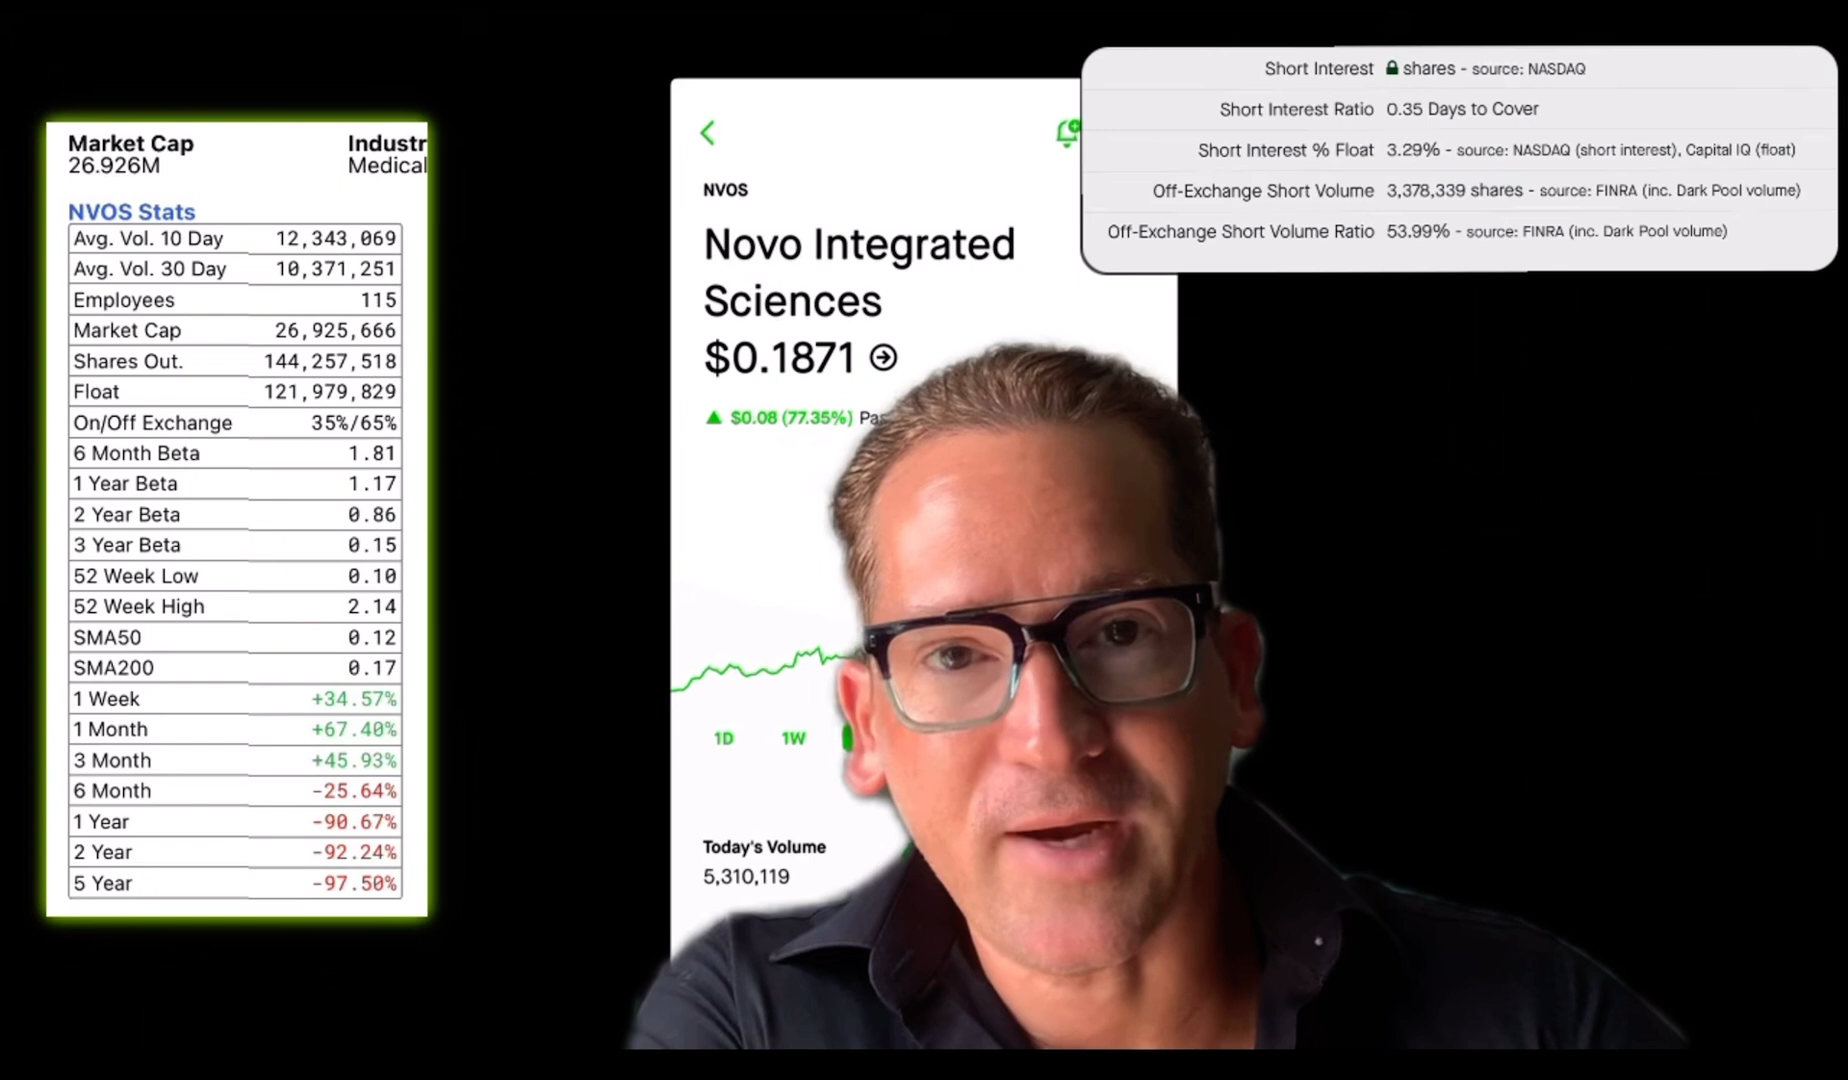 Market Cap
26.926M
Industr
Medical
NVOS Stats
Avg. Vol. 10 Day 12,343,069
Avg. Vol. 30 Day 10,371,251
Employees 115
Market Cap 26,925,666
Shares Out. 144,257,518
Float 121,979,829
On/Off Exchange 35%/65%
6 Month Beta 1.81
1 Year Beta 1.17
2 Year Beta 0.86
3 Year Beta 0.15
52 Week Low 0.10
52 Week High 2.14
SMA50 0.12
SMA200 0.17
1 Week +34.57%
1 Month +67.40%
3 Month +45.93%
6 Month -25.64%
1 Year -90.67%
2 Year -92.24%
5 Year -97.50%
NVOS
Novo Integrated
Sciences
$0.1871
$0.08 (77.35%) Pa
1D 1W
Today's Volume
5,310,119
Short Interest shares - source: NASDAQ
Short Interest Ratio 0.35 Days to Cover
Short Interest % Float 3.29% - source: NASDAQ (short interest), Capital IQ (float)
Off-Exchange Short Volume 3,378,339 shares - source: FINRA (inc. Dark Pool volume)
Off-Exchange Short Volume Ratio 53.99% - source: FINRA (inc. Dark Pool volume)